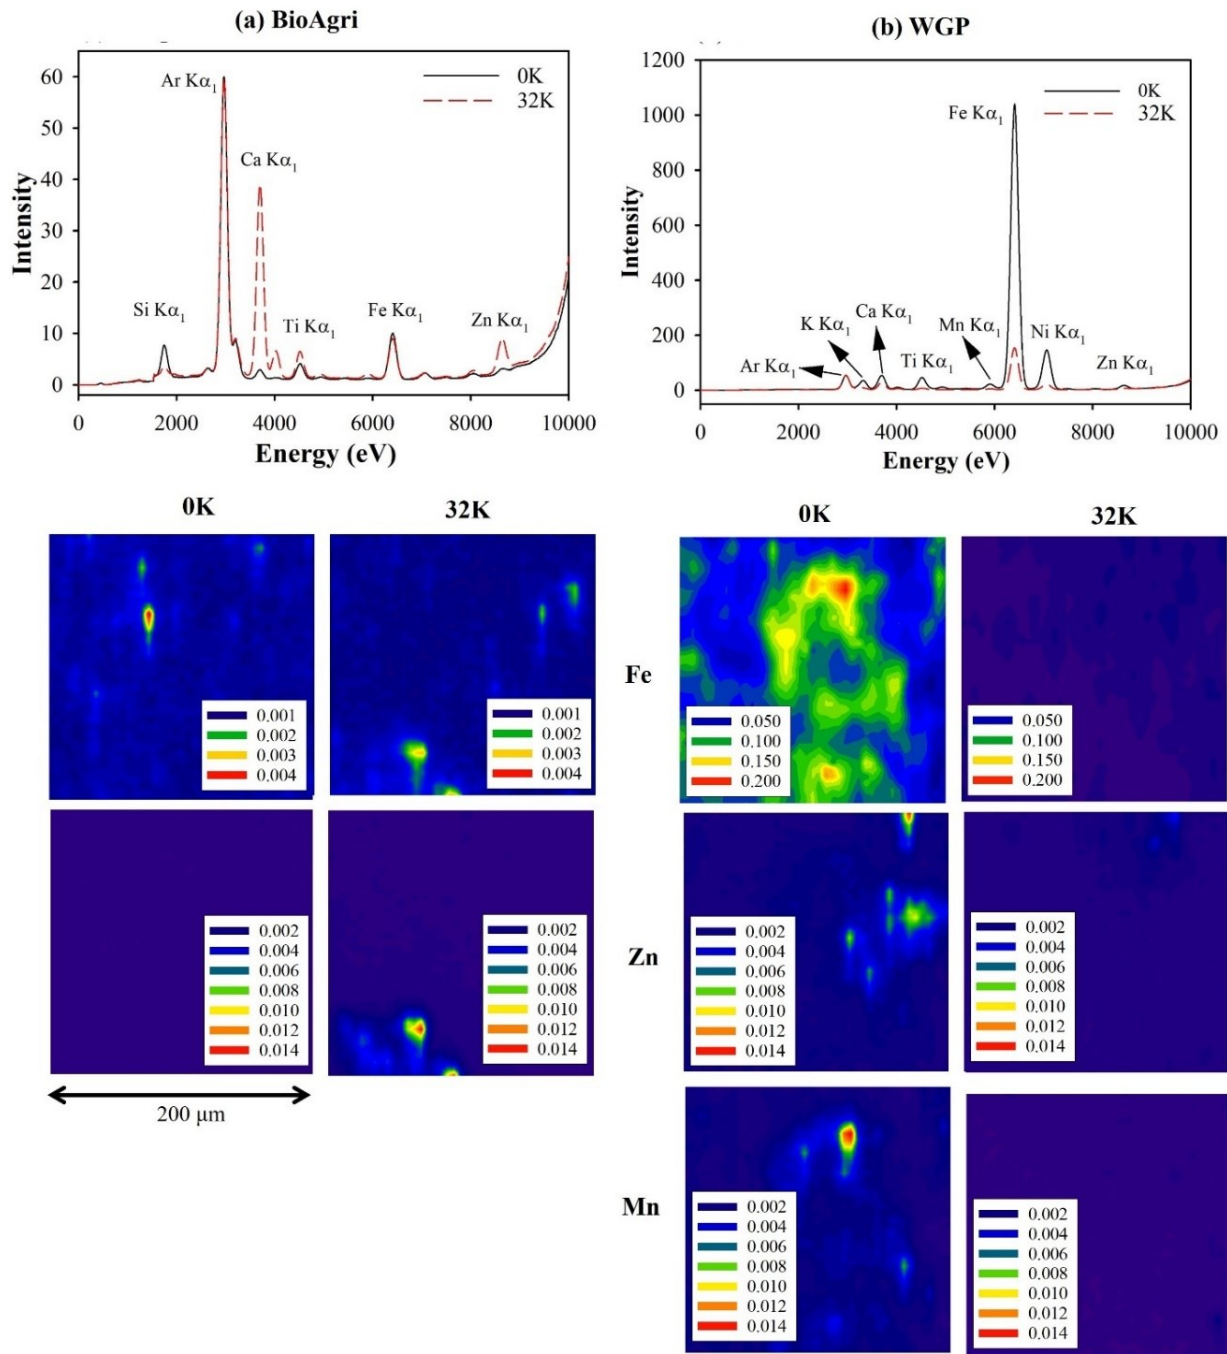 (a) BioAgri
60
50
40
30
20
10
0
Intensity
Ar Kα1
Ca Kα1
Si Kα1
Ti Kα1
Fe Kα1
Zn Kα1
0K
32K
0 2000 4000 6000 8000 10000
Energy (eV)
(b) WGP
1200
1000
800
600
400
200
0
Intensity
0K
32K
Fe Kα1
Ca Kα1
K Kα1
Mn Kα1
Ni Kα1
Ar Kα1
Ti Kα1
Zn Kα1
0 2000 4000 6000 8000 10000
Energy (eV)
0K 32K
0.001
0.002
0.003
0.004
0.001
0.002
0.003
0.004
0.002
0.004
0.006
0.008
0.010
0.012
0.014
0.002
0.004
0.006
0.008
0.010
0.012
0.014
200 µm
0K 32K
Fe
0.050
0.100
0.150
0.200
0.050
0.100
0.150
0.200
Zn
0.002
0.004
0.006
0.008
0.010
0.012
0.014
0.002
0.004
0.006
0.008
0.010
0.012
0.014
Mn
0.002
0.004
0.006
0.008
0.010
0.012
0.014
0.002
0.004
0.006
0.008
0.010
0.012
0.014